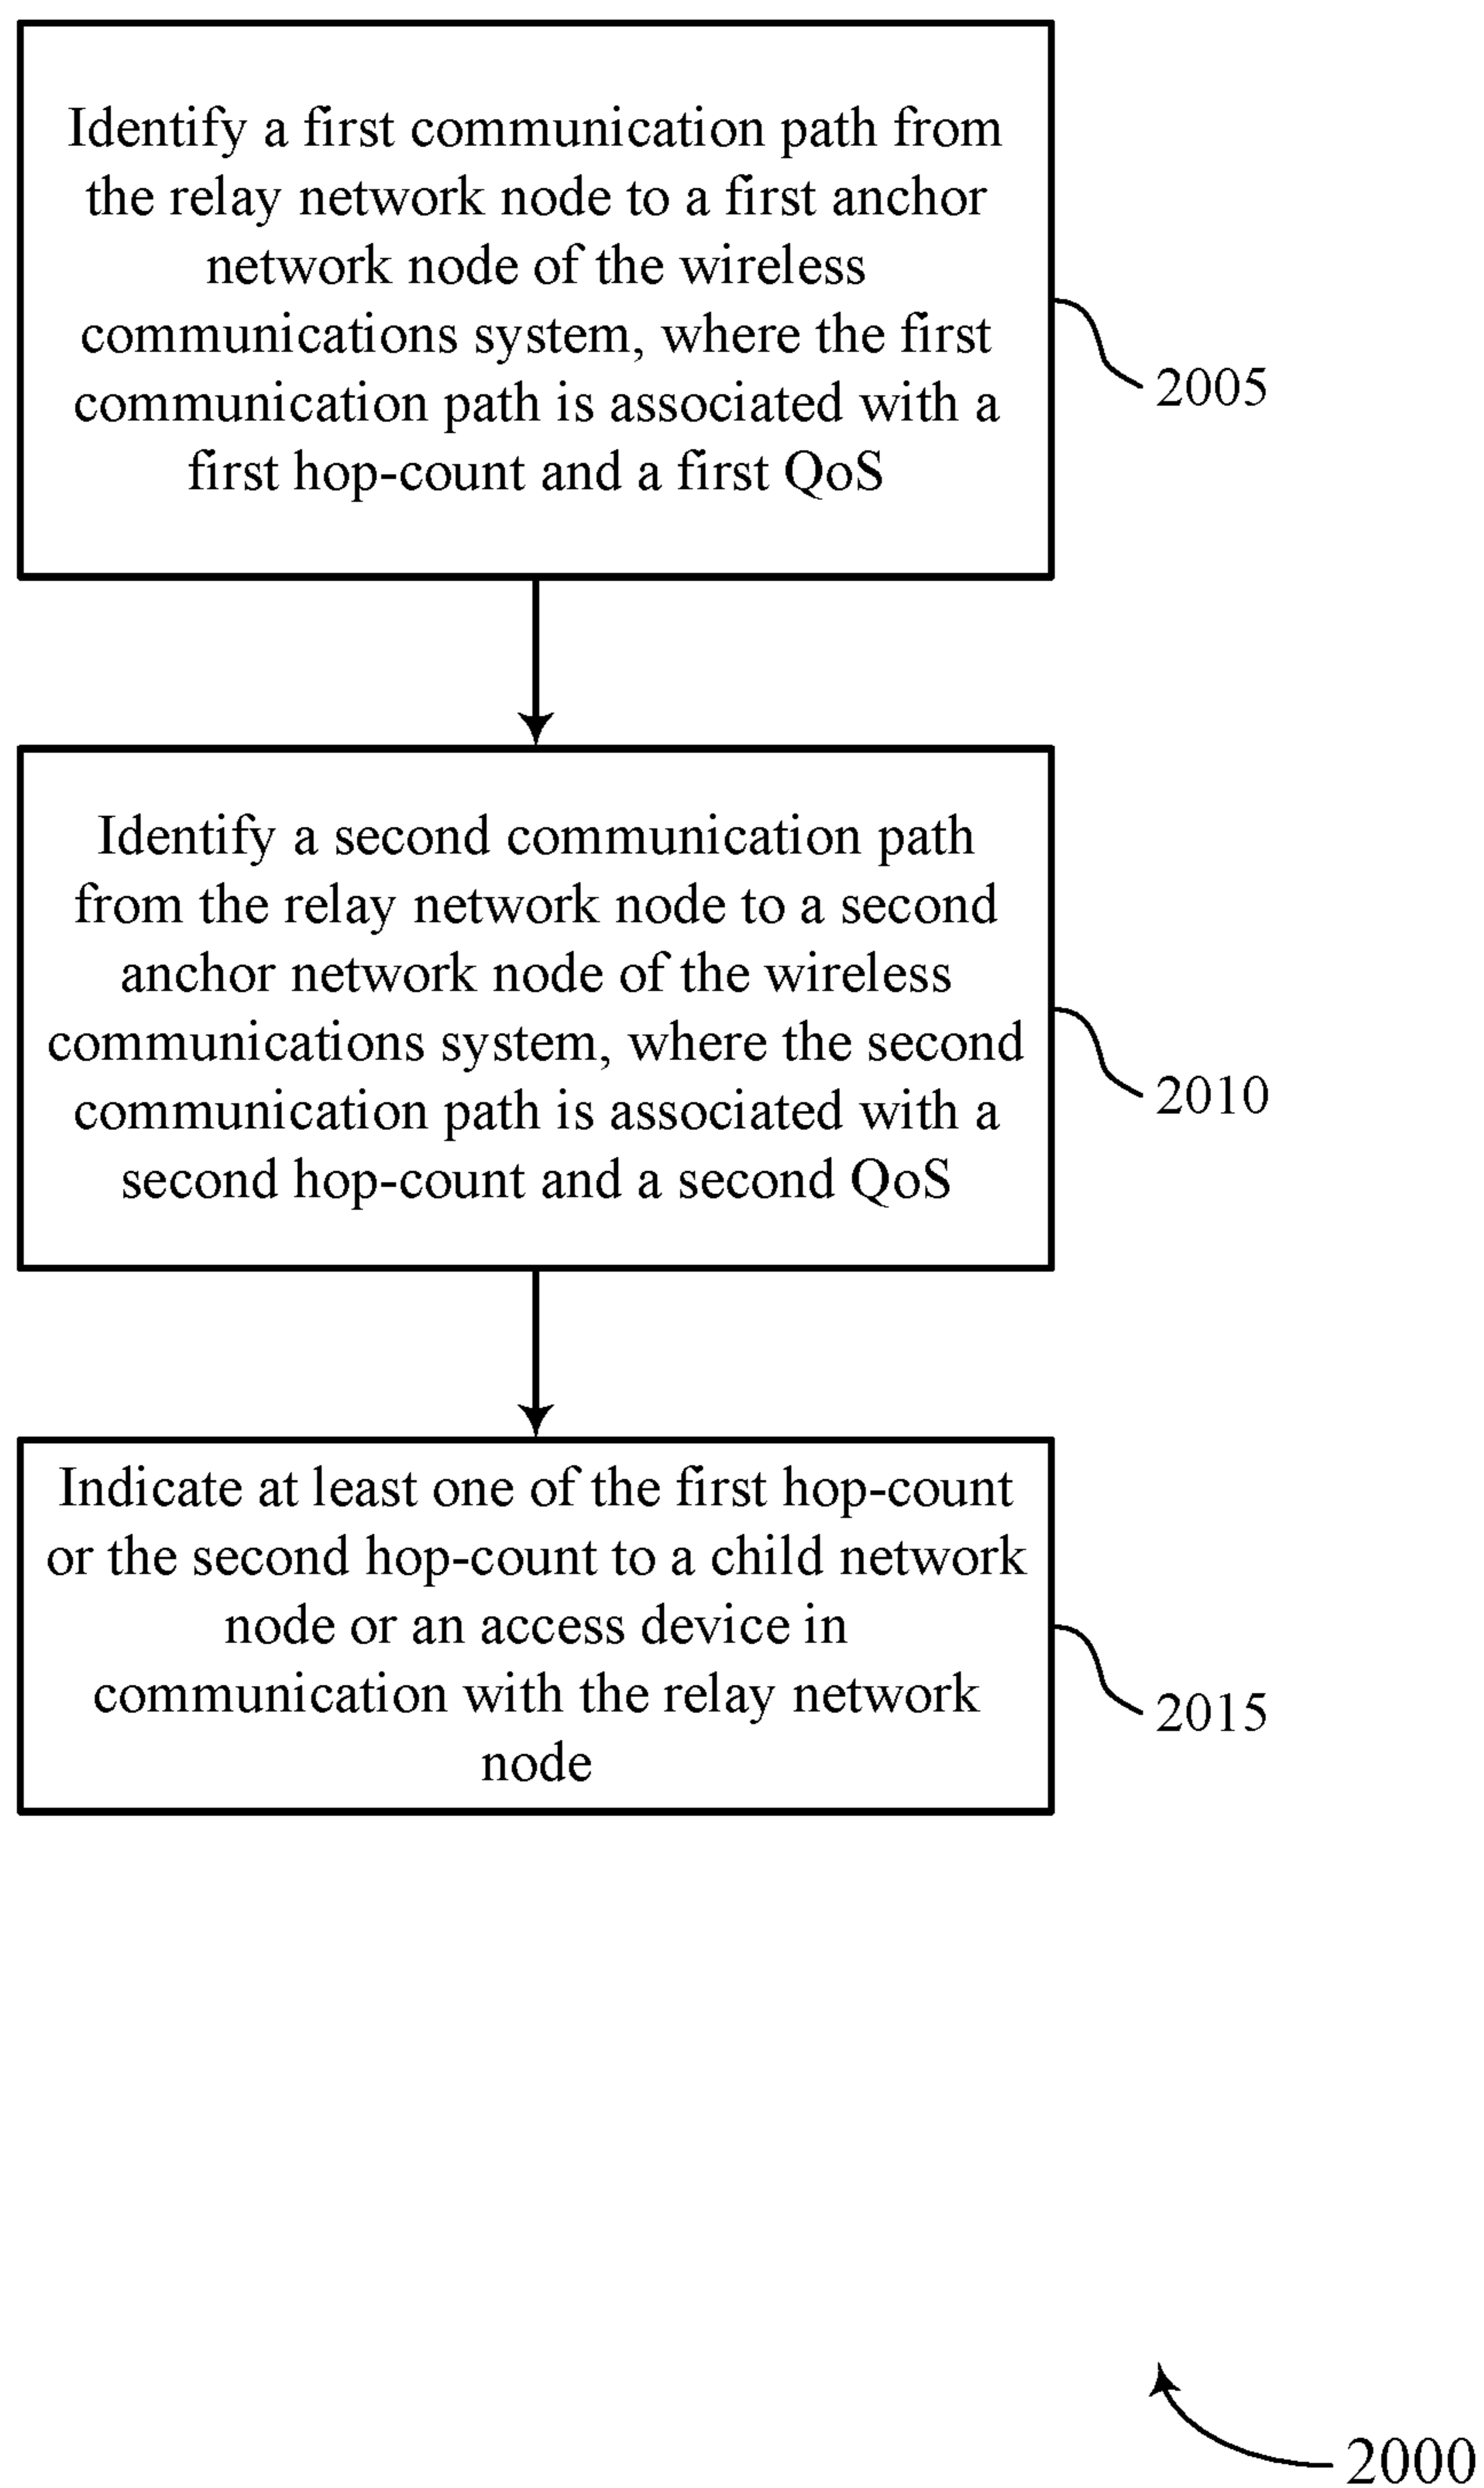 Identify a first communication path from
the relay network node to a first anchor
network node of the wireless
communications system, where the first
communication path is associated with a
first hop-count and a first QoS
2005
Identify a second communication path
from the relay network node to a second
anchor network node of the wireless
communications system, where the second
communication path is associated with a
second hop-count and a second QoS
2010
Indicate at least one of the first hop-count
or the second hop-count to a child network
node or an access device in
communication with the relay network
node
2015
2000